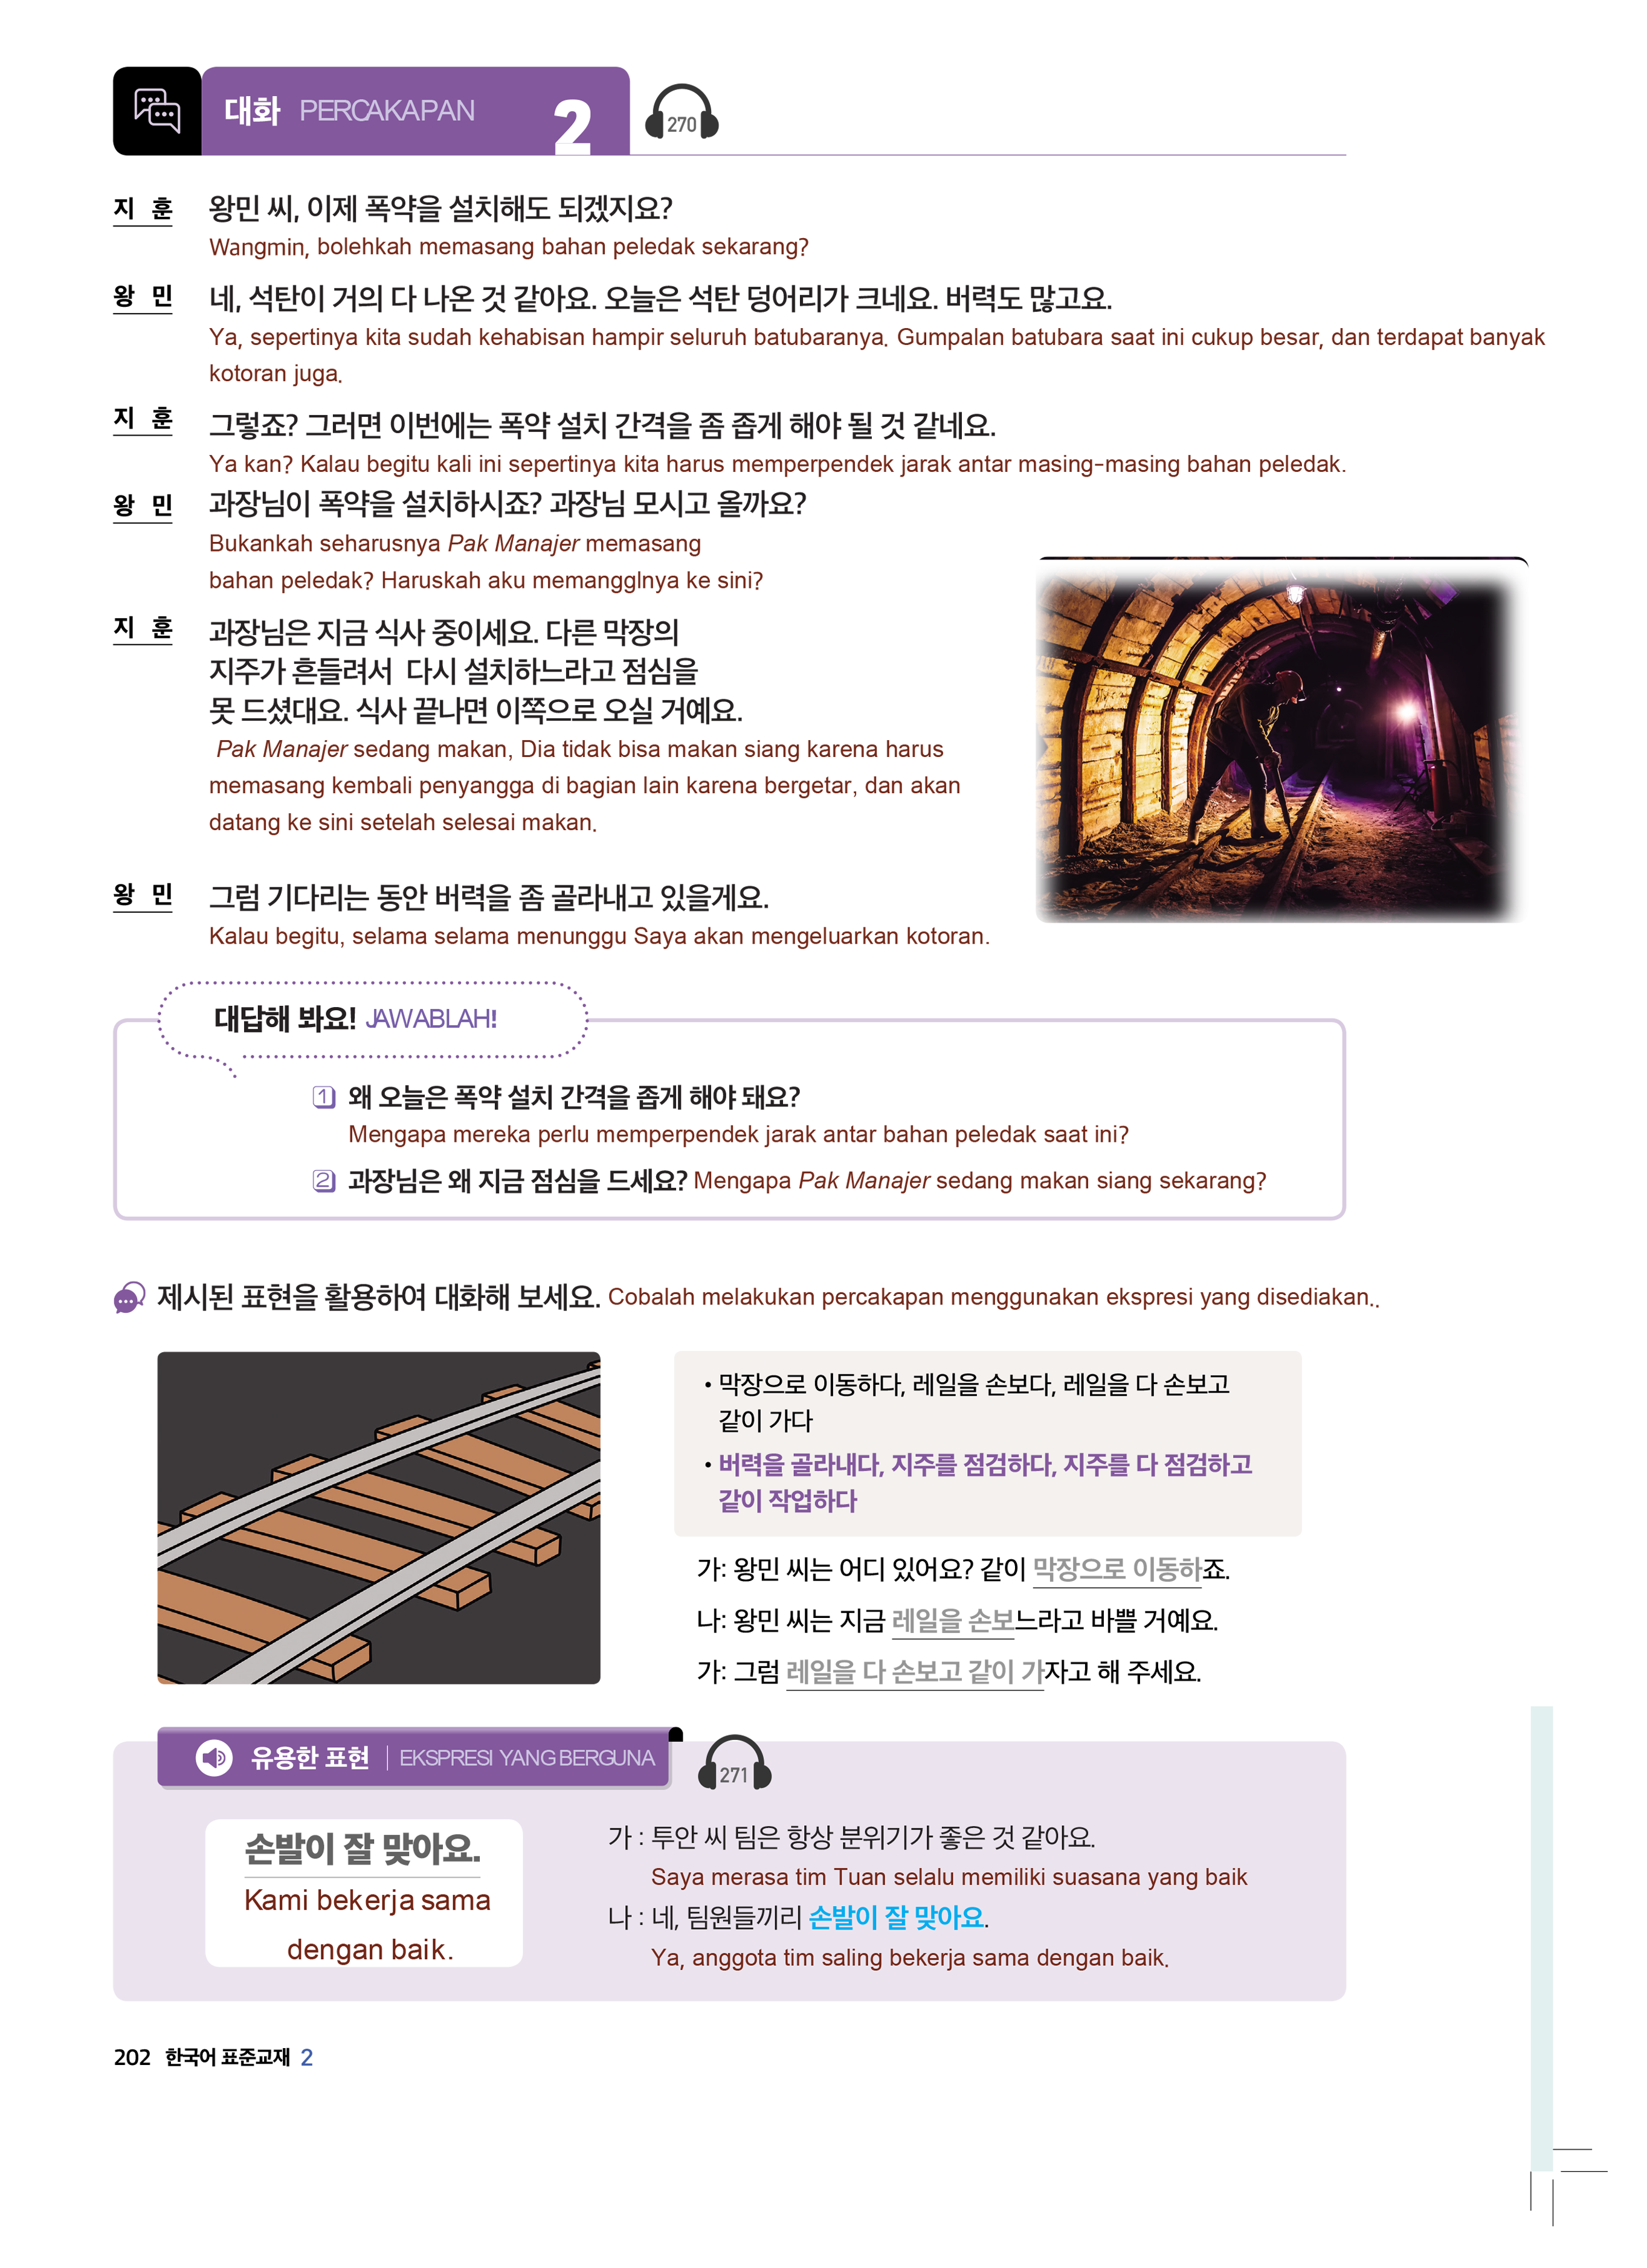 대화 PERCAKAPAN 2
270
지 훈 왕민 씨, 이제 폭약을 설치해도 되겠지요?
Wangmin, bolehkah memasang bahan peledak sekarang?
왕 민 네, 석탄이 거의 다 나온 것 같아요. 오늘은 석탄 덩어리가 크네요. 버력도 많고요.
Ya, sepertinya kita sudah kehabisan hampir seluruh batubaranya. Gumpalan batubara saat ini cukup besar, dan terdapat banyak
kotoran juga.
지 훈 그렇죠? 그러면 이번에는 폭약 설치 간격을 좀 좁게 해야 될 것 같네요.
Ya kan? Kalau begitu kali ini sepertinya kita harus memperpendek jarak antar masing-masing bahan peledak.
왕 민 과장님이 폭약을 설치하시죠? 과장님 모시고 올까요?
Bukankah seharusnya Pak Manajer memasang
bahan peledak? Haruskah aku memangglnya ke sini?
지 훈 과장님은 지금 식사 중이세요. 다른 막장의
지주가 흔들려서 다시 설치하느라고 점심을
못 드셨대요. 식사 끝나면 이쪽으로 오실 거예요.
Pak Manajer sedang makan, Dia tidak bisa makan siang karena harus
memasang kembali penyangga di bagian lain karena bergetar, dan akan
datang ke sini setelah selesai makan.
왕 민 그럼 기다리는 동안 버력을 좀 골라내고 있을게요.
Kalau begitu, selama selama menunggu Saya akan mengeluarkan kotoran.
대답해 봐요! JAWABLAH!
1 왜 오늘은 폭약 설치 간격을 좁게 해야 돼요?
Mengapa mereka perlu memperpendek jarak antar bahan peledak saat ini?
2 과장님은 왜 지금 점심을 드세요? Mengapa Pak Manajer sedang makan siang sekarang?
제시된 표현을 활용하여 대화해 보세요. Cobalah melakukan percakapan menggunakan ekspresi yang disediakan..
• 막장으로 이동하다, 레일을 손보다, 레일을 다 손보고
같이 가다
• 버력을 골라내다, 지주를 점검하다, 지주를 다 점검하고
같이 작업하다
가: 왕민 씨는 어디 있어요? 같이 막장으로 이동하죠.
나: 왕민 씨는 지금 레일을 손보느라고 바쁠 거예요.
가: 그럼 레일을 다 손보고 같이 가자고 해 주세요.
유용한 표현 | EKSPRESI YANG BERGUNA
271
손발이 잘 맞아요.
Kami bekerja sama
dengan baik.
가 : 투안 씨 팀은 항상 분위기가 좋은 것 같아요.
Saya merasa tim Tuan selalu memiliki suasana yang baik
나 : 네, 팀원들끼리 손발이 잘 맞아요.
Ya, anggota tim saling bekerja sama dengan baik.
202 한국어 표준교재 2